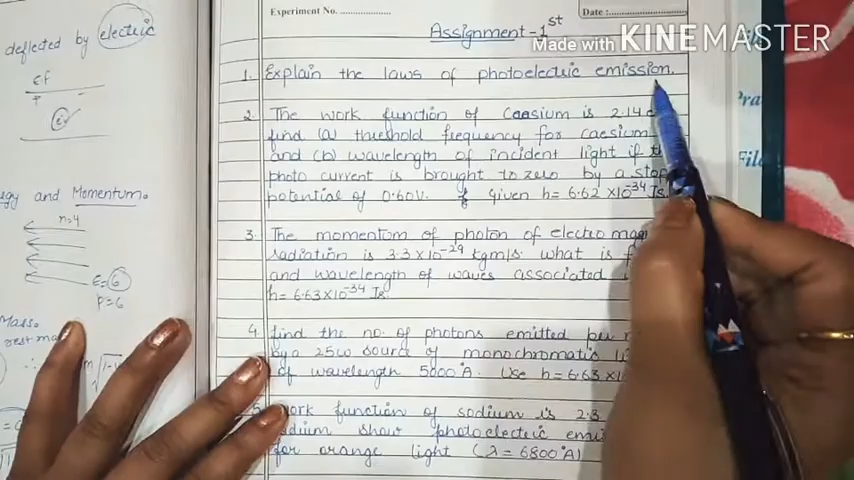 deflected by electric
EF
Experiment No.
Date :
Assignment - 1st
Made with KINEMASTER
1. Explain the laws of photoelectric emission.
2. The work function of Caesium is 2.14
find (a) threshold frequency for caesium
and (b) wavelength of incident light if
photo current is brought to zero by a
potential of 0.60V. Given h= 6.62 ×10-34 Js.
3. The momentum of photon of electro
radiation is 3.3×10-29 kgm/s. what is
and wavelength of waves associated
h= 6.63×10-34 Js.
4. find the no. of photons emitted per
by a 25w source of monochromatic
of wavelength 5000°A. Use h= 6.63×10
5. Work function of sodium is 2.3
sodium show photoelectric
for orange light (λ= 6800°A)
and Momentum.
n=4
E= 6
P=6
Mass.
rest